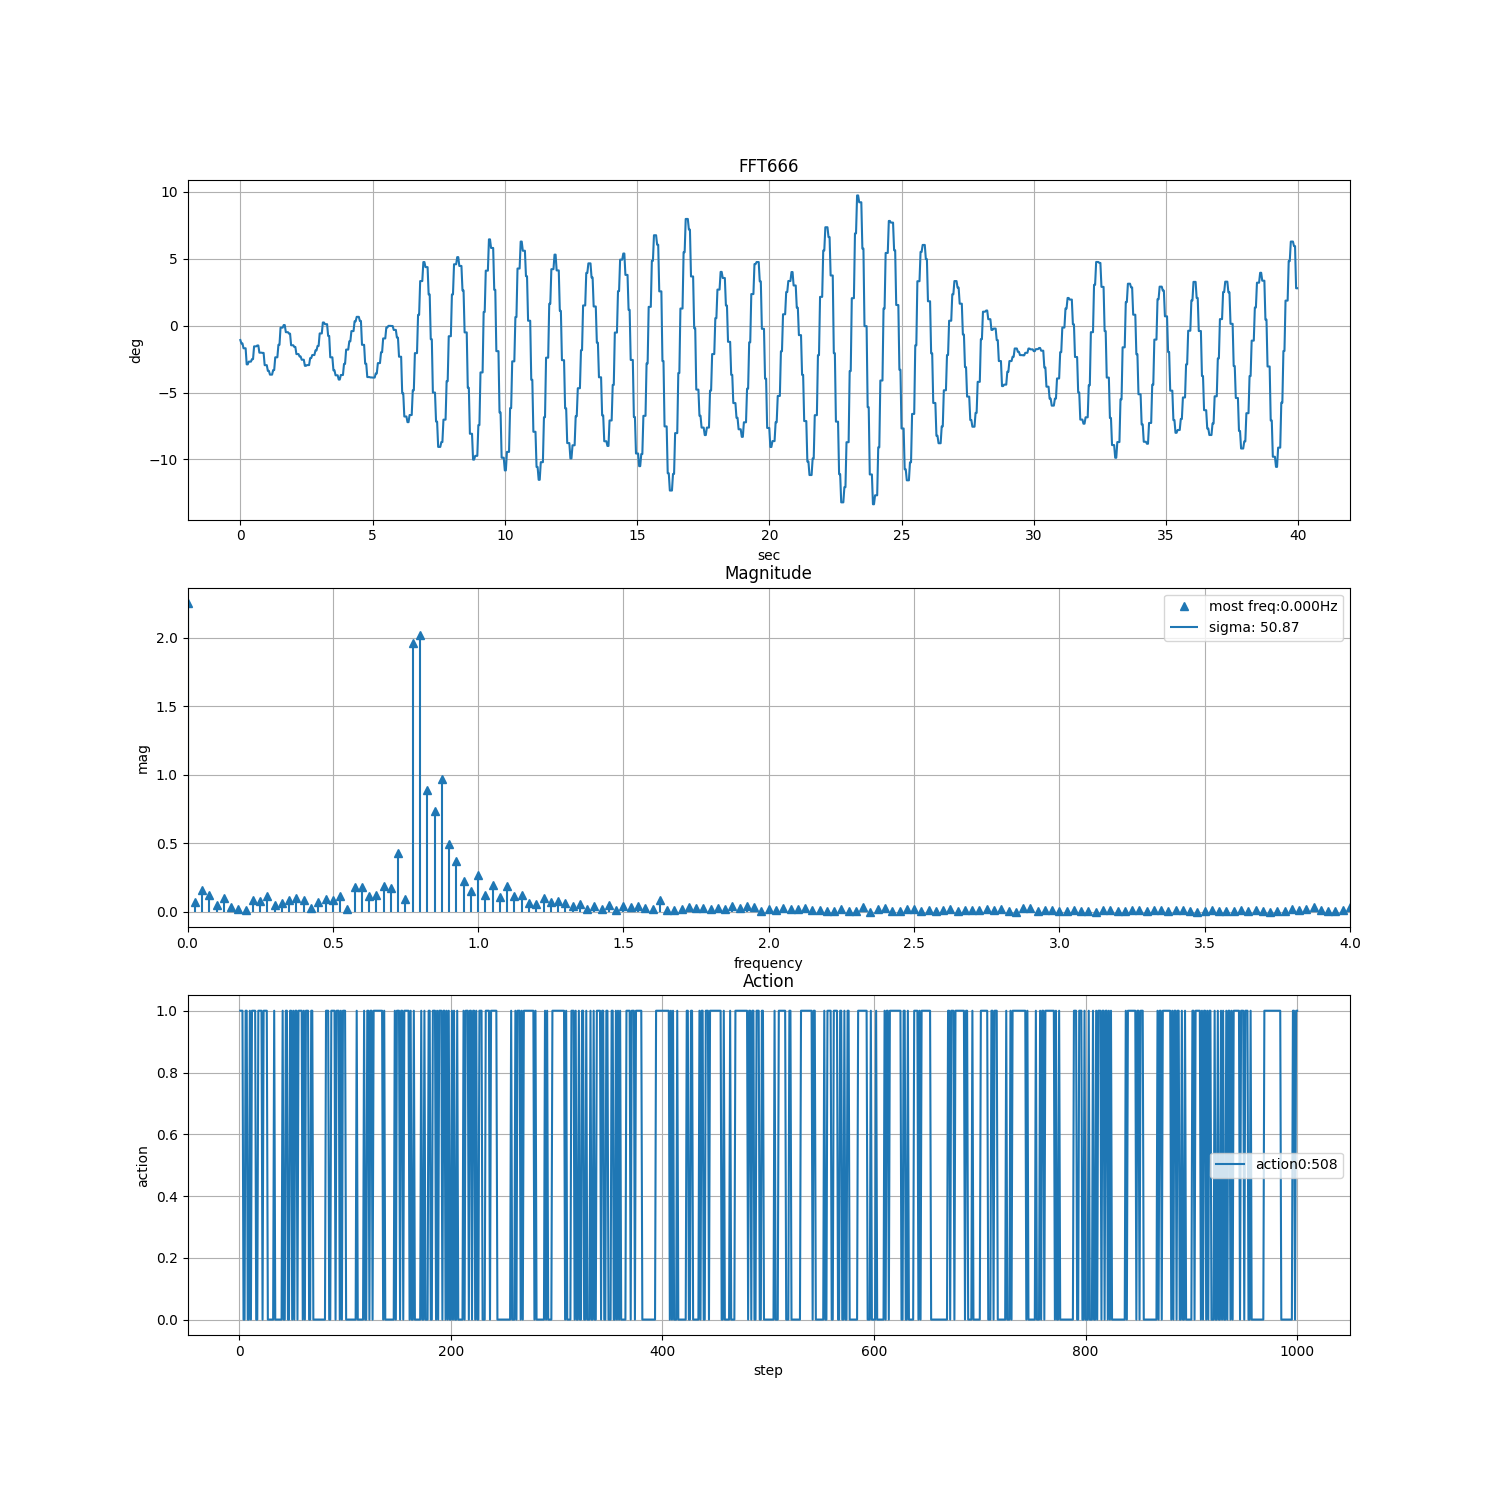 FFT666
10
5
0
−5
−10
deg
0 5 10 15 20 25 30 35 40
sec
Magnitude
2.0
1.5
1.0
0.5
0.0
mag
most freq:0.000Hz
sigma: 50.87
0.0 0.5 1.0 1.5 2.0 2.5 3.0 3.5 4.0
frequency
Action
1.0
0.8
0.6
0.4
0.2
0.0
action
action0:508
0 200 400 600 800 1000
step